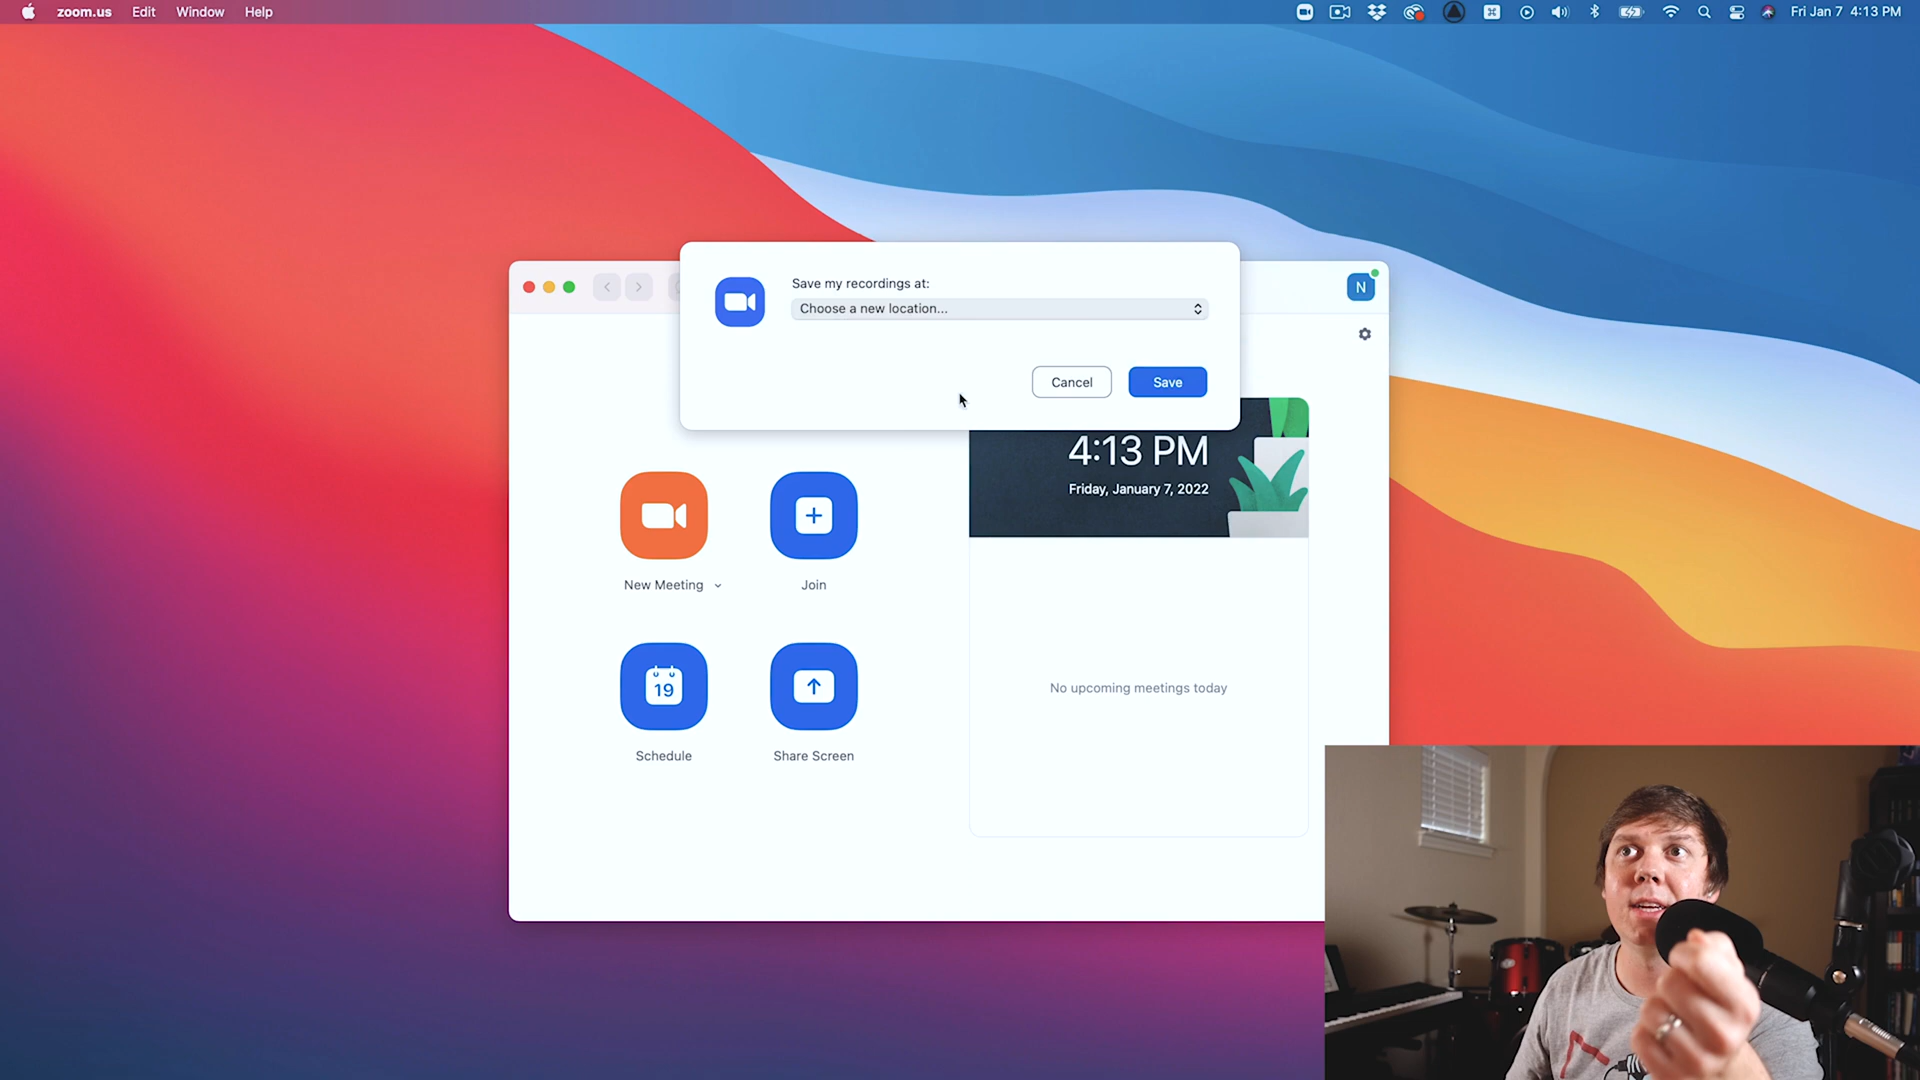 zoom.us Edit Window Help Fri Jan 7 4:13 PM
Save my recordings at:
Choose a new location...
Cancel Save
N
4:13 PM
Friday, January 7, 2022
New Meeting
Join
19
Schedule
Share Screen
No upcoming meetings today